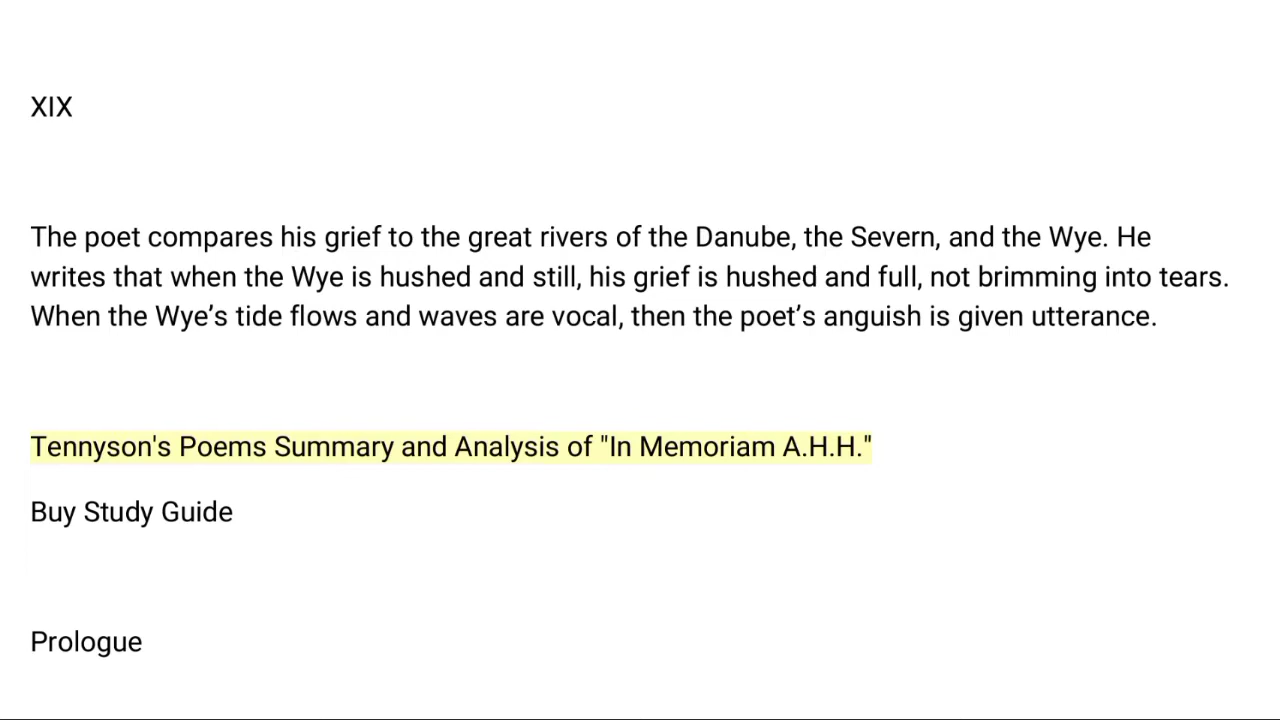 XIX
The poet compares his grief to the great rivers of the Danube, the Severn, and the Wye. He
writes that when the Wye is hushed and still, his grief is hushed and full, not brimming into tears.
When the Wye’s tide flows and waves are vocal, then the poet’s anguish is given utterance.
Tennyson's Poems Summary and Analysis of "In Memoriam A.H.H."
Buy Study Guide
Prologue